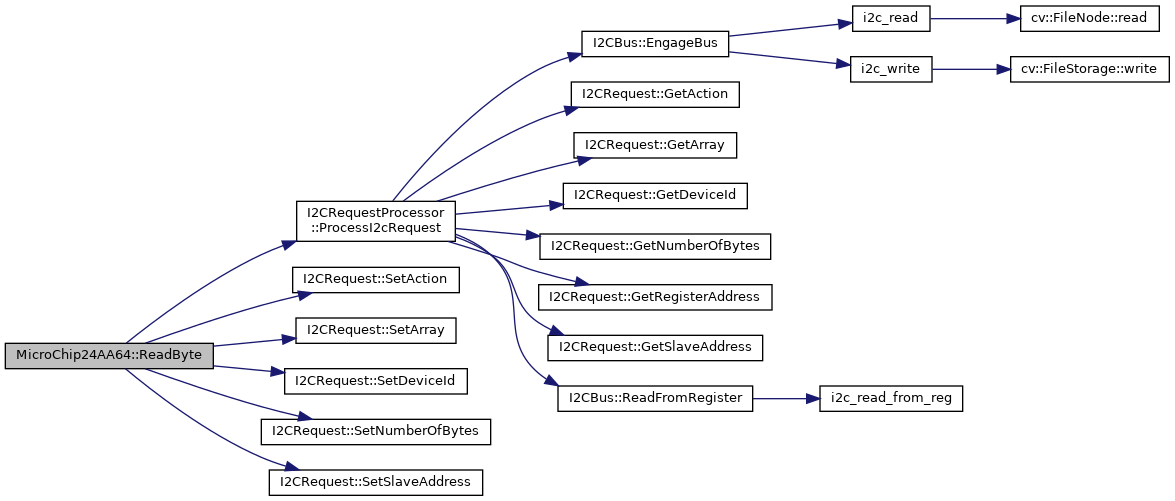 MicroChip24AA64::ReadByte
I2CRequestProcessor
::ProcessI2cRequest
I2CRequest::SetAction
I2CRequest::SetArray
I2CRequest::SetDeviceId
I2CRequest::SetNumberOfBytes
I2CRequest::SetSlaveAddress
I2CBus::EngageBus
I2CRequest::GetAction
I2CRequest::GetArray
I2CRequest::GetDeviceId
I2CRequest::GetNumberOfBytes
I2CRequest::GetRegisterAddress
I2CRequest::GetSlaveAddress
I2CBus::ReadFromRegister
i2c_read
i2c_write
i2c_read_from_reg
cv::FileNode::read
cv::FileStorage::write